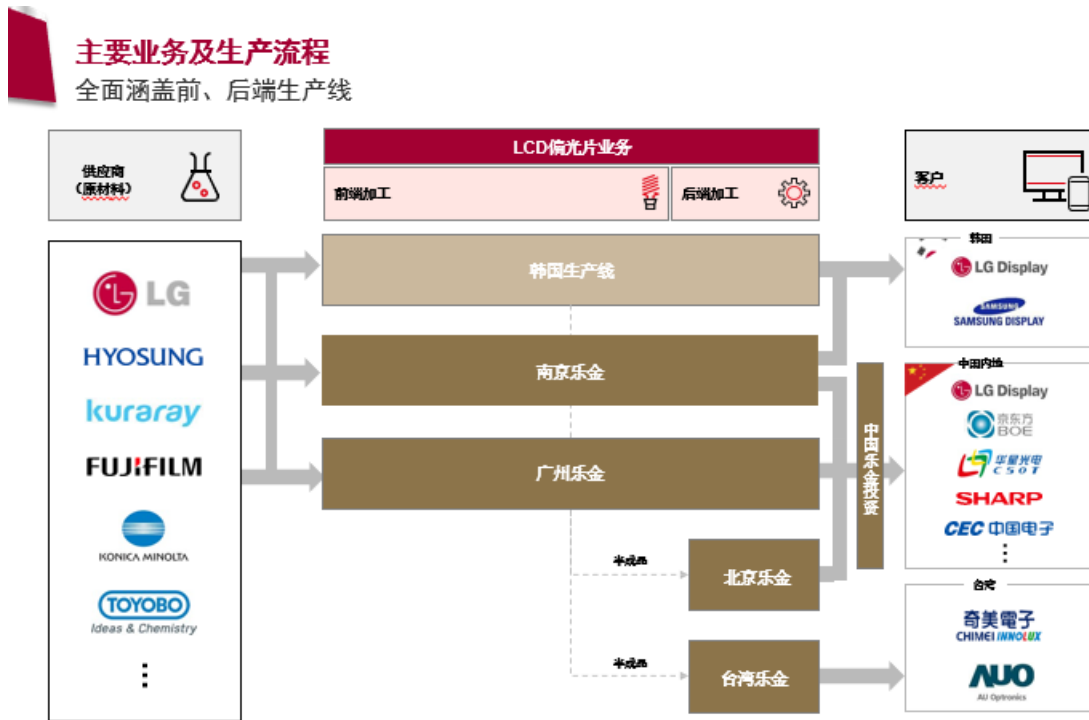 主要业务及生产流程
全面涵盖前、后端生产线
供应商
（原材料）
LCD偏光片业务
前端加工
后端加工
客户
LG
HYOSUNG
kuraray
FUJIFILM
KONICA MINOLTA
TOYOBO
Ideas & Chemistry
韩国生产线
南京乐金
广州乐金
半成品
北京乐金
半成品
台湾乐金
中国乐金投资
韩国
LG Display
SAMSUNG
SAMSUNG DISPLAY
中国内地
LG Display
京东方
BOE
华星光电
CSOT
SHARP
CEC 中国电子
台湾
奇美電子
CHIMEI INNOLUX
AUO
AU Optronics